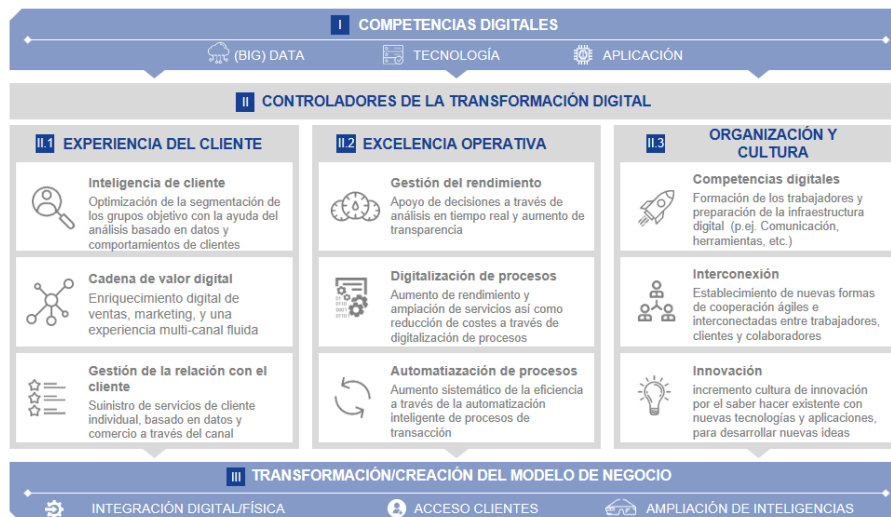 I COMPETENCIAS DIGITALES
(BIG) DATA
TECNOLOGÍA
APLICACIÓN
II CONTROLADORES DE LA TRANSFORMACIÓN DIGITAL
II.1 EXPERIENCIA DEL CLIENTE
Inteligencia de cliente
Optimización de la segmentación de
los grupos objetivo con la ayuda del
análisis basado en datos y
comportamientos de clientes
Cadena de valor digital
Enriquecimiento digital de
ventas, marketing, y una
experiencia multi-canal fluida
Gestión de la relación con el
cliente
Suinistro de servicios de cliente
individual, basado en datos y
comercio a través del canal
II.2 EXCELENCIA OPERATIVA
Gestión del rendimiento
Apoyo de decisiones a través de
análisis en tiempo real y aumento de
transparencia
Digitalización de procesos
Aumento de rendimiento y
ampiación de servicios así como
reducción de costes a través de
digitalización de procesos
Automatiazación de procesos
Aumento sistemático de la eficiencia
a través de la automatización
inteligente de procesos de
transacción
II.3 ORGANIZACIÓN Y
CULTURA
Competencias digitales
Formación de los trabajadores y
preparación de la infraestructura
digital (p.ej. Comunicación,
herramientas, etc.)
Interconexión
Establecimiento de nuevas formas
de cooperación ágiles e
interconectadas entre trabajadores,
clientes y colaboradores
Innovación
incremento cultura de innovación
por el saber hacer existente con
nuevas tecnologías y aplicaciones,
para desarrollar nuevas ideas
III TRANSFORMACIÓN/CREACIÓN DEL MODELO DE NEGOCIO
INTEGRACIÓN DIGITAL/FÍSICA
ACCESO CLIENTES
AMPLIACIÓN DE INTELIGENCIAS